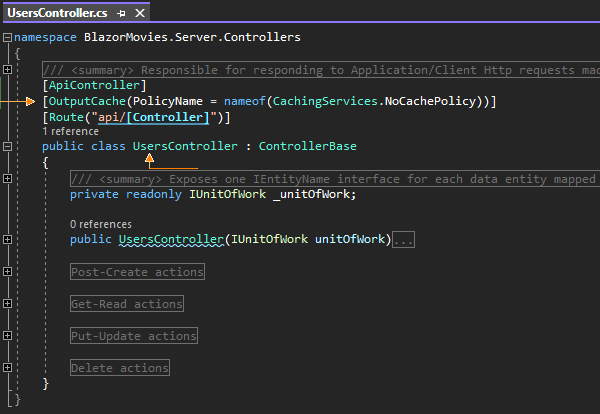 UsersController.cs
namespace BlazorMovies.Server.Controllers
{
/// <summary> Responsible for responding to Application/Client Http requests mad
[ApiController]
[OutputCache(PolicyName = nameof(CachingServices.NoCachePolicy))]
[Route("api/[Controller]")]
1 reference
public class UsersController : ControllerBase
{
/// <summary> Exposes one IEntityName interface for each data entity mapped
private readonly IUnitOfWork _unitOfWork;
0 references
public UsersController(IUnitOfWork unitOfWork)...
Post-Create actions
Get-Read actions
Put-Update actions
Delete actions
}
}